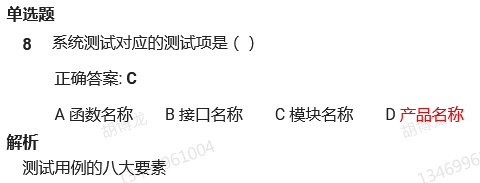 单选题
8 系统测试对应的测试项是 ( )
正确答案: C
A 函数名称 B 接口名称 C 模块名称 D 产品名称
解析
测试用例的八大要素